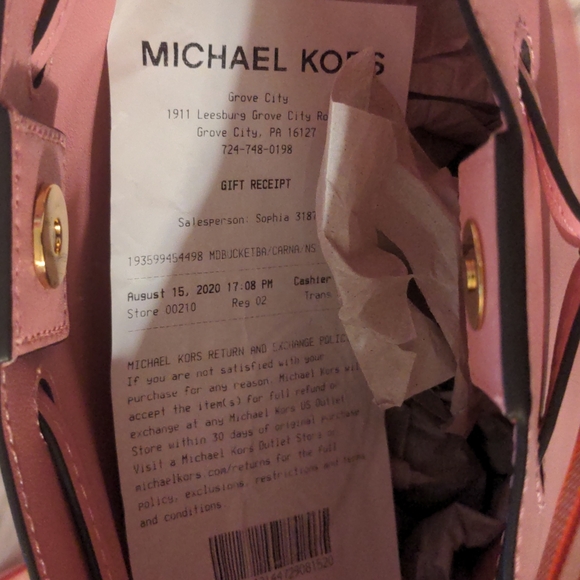 MICHAEL KORS
Grove City
1911 Leesburg Grove City Ro
Grove City, PA 16127
724-748-0198
GIFT RECEIPT
Salesperson: Sophia 3187
193599454498 MDBUCKETBA/CARNA/NS
August 15, 2020 17:08 PM Cashier
Store 00210 Reg 02 Trans
MICHAEL KORS RETURN AND EXCHANGE POLIC
If you are not satisfied with your
purchase for any reason, Michael Kors will
accept the item(s) for full refund or
exchange at any Michael Kors US Outlet
Store within 30 days of original purchase.
Visit a Michael Kors Outlet Store or
michaelkors.com/returns for the full
policy, exclusions, restrictions and terms
and conditions.